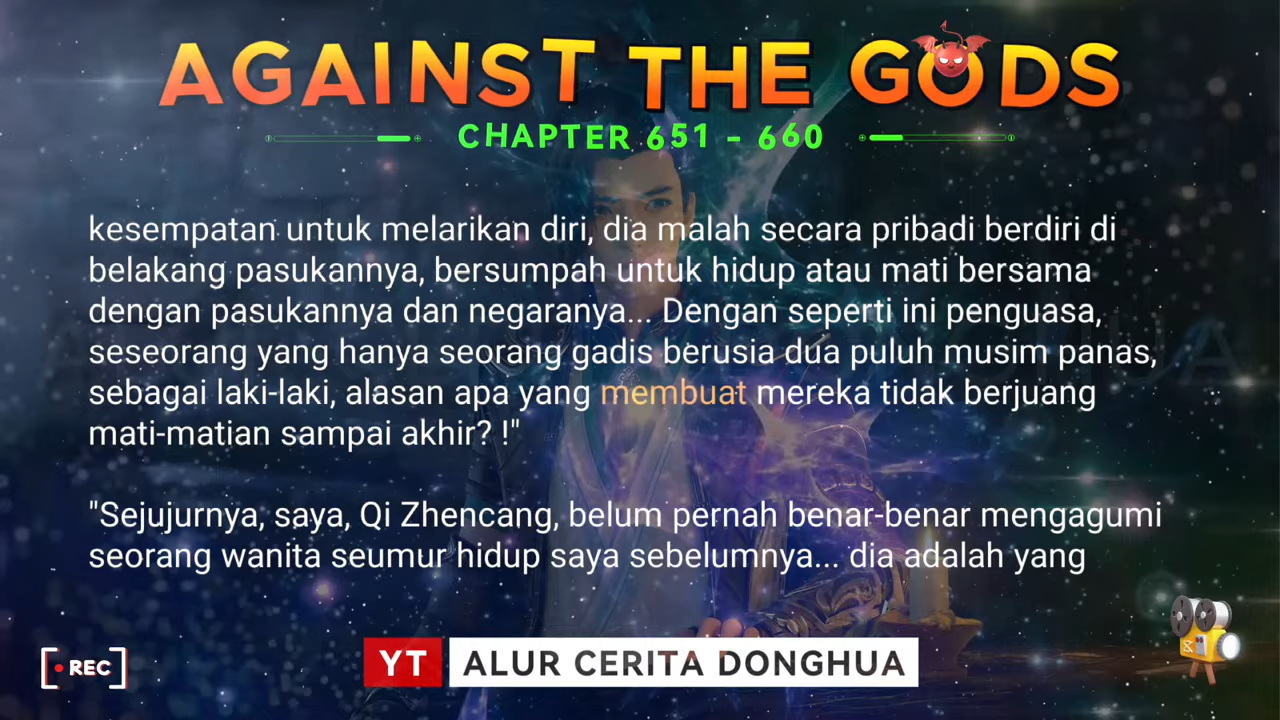 AGAINST THE GODS
CHAPTER 651 - 660
kesempatan untuk melarikan diri, dia malah secara pribadi berdiri di
belakang pasukannya, bersumpah untuk hidup atau mati bersama
dengan pasukannya dan negaranya... Dengan seperti ini penguasa,
seseorang yang hanya seorang gadis berusia dua puluh musim panas,
sebagai laki-laki, alasan apa yang membuat mereka tidak berjuang
mati-matian sampai akhir? !"
"Sejujurnya, saya, Qi Zhencang, belum pernah benar-benar mengagumi
seorang wanita seumur hidup saya sebelumnya... dia adalah yang
REC
YT ALUR CERITA DONGHUA